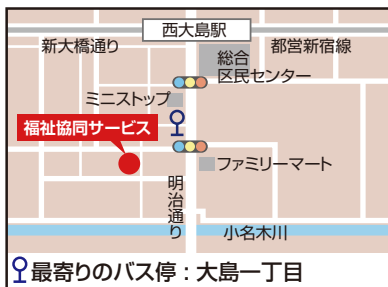 西大島駅
新大橋通り
都営新宿線
総合
区民センター
ミニストップ
福祉協同サービス
ファミリーマート
明治通り
小名木川
最寄りのバス停：大島一丁目